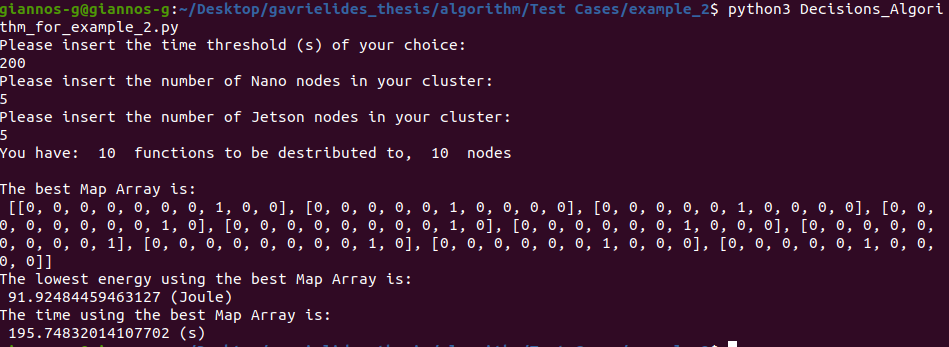 giannos-g@giannos-g:~/Desktop/gavrielides_thesis/algorithm/Test Cases/example_2$ python3 Decisions_Algori
thm_for_example_2.py
Please insert the time threshold (s) of your choice:
200
Please insert the number of Nano nodes in your cluster:
5
Please insert the number of Jetson nodes in your cluster:
5
You have:  10  functions to be destributed to,  10  nodes

The best Map Array is:
 [[0, 0, 0, 0, 0, 0, 0, 1, 0, 0], [0, 0, 0, 0, 0, 1, 0, 0, 0, 0], [0, 0, 0, 0, 0, 1, 0, 0, 0, 0], [0, 0,
0, 0, 0, 0, 0, 0, 1, 0], [0, 0, 0, 0, 0, 0, 0, 0, 1, 0], [0, 0, 0, 0, 0, 0, 1, 0, 0, 0], [0, 0, 0, 0, 0,
0, 0, 0, 0, 1], [0, 0, 0, 0, 0, 0, 0, 0, 1, 0], [0, 0, 0, 0, 0, 0, 1, 0, 0, 0], [0, 0, 0, 0, 0, 1, 0, 0,
0, 0]]
The lowest energy using the best Map Array is:
 91.92484459463127 (Joule)
The time using the best Map Array is:
 195.74832014107702 (s)